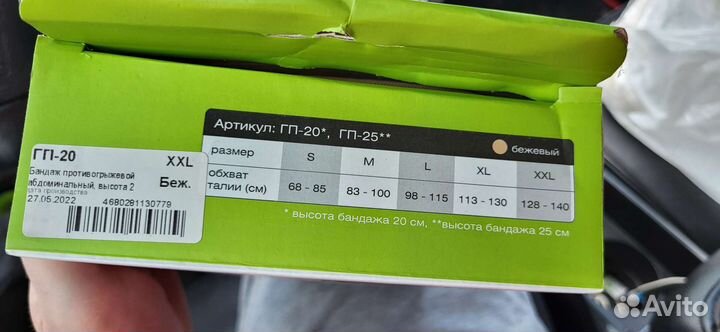 Артикул: ГП-20*, ГП-25**
бежевый
размер S M L XL XXL
обхват
талии (см) 68 - 85 83 - 100 98 - 115 113 - 130 128 - 140
* высота бандажа 20 см, **высота бандажа 25 см
ГП-20 XXL
Бандаж противогрыжевой
абдоминальный, высота 2 Беж.
дата производства
27.05.2022 4680281130779
Avito